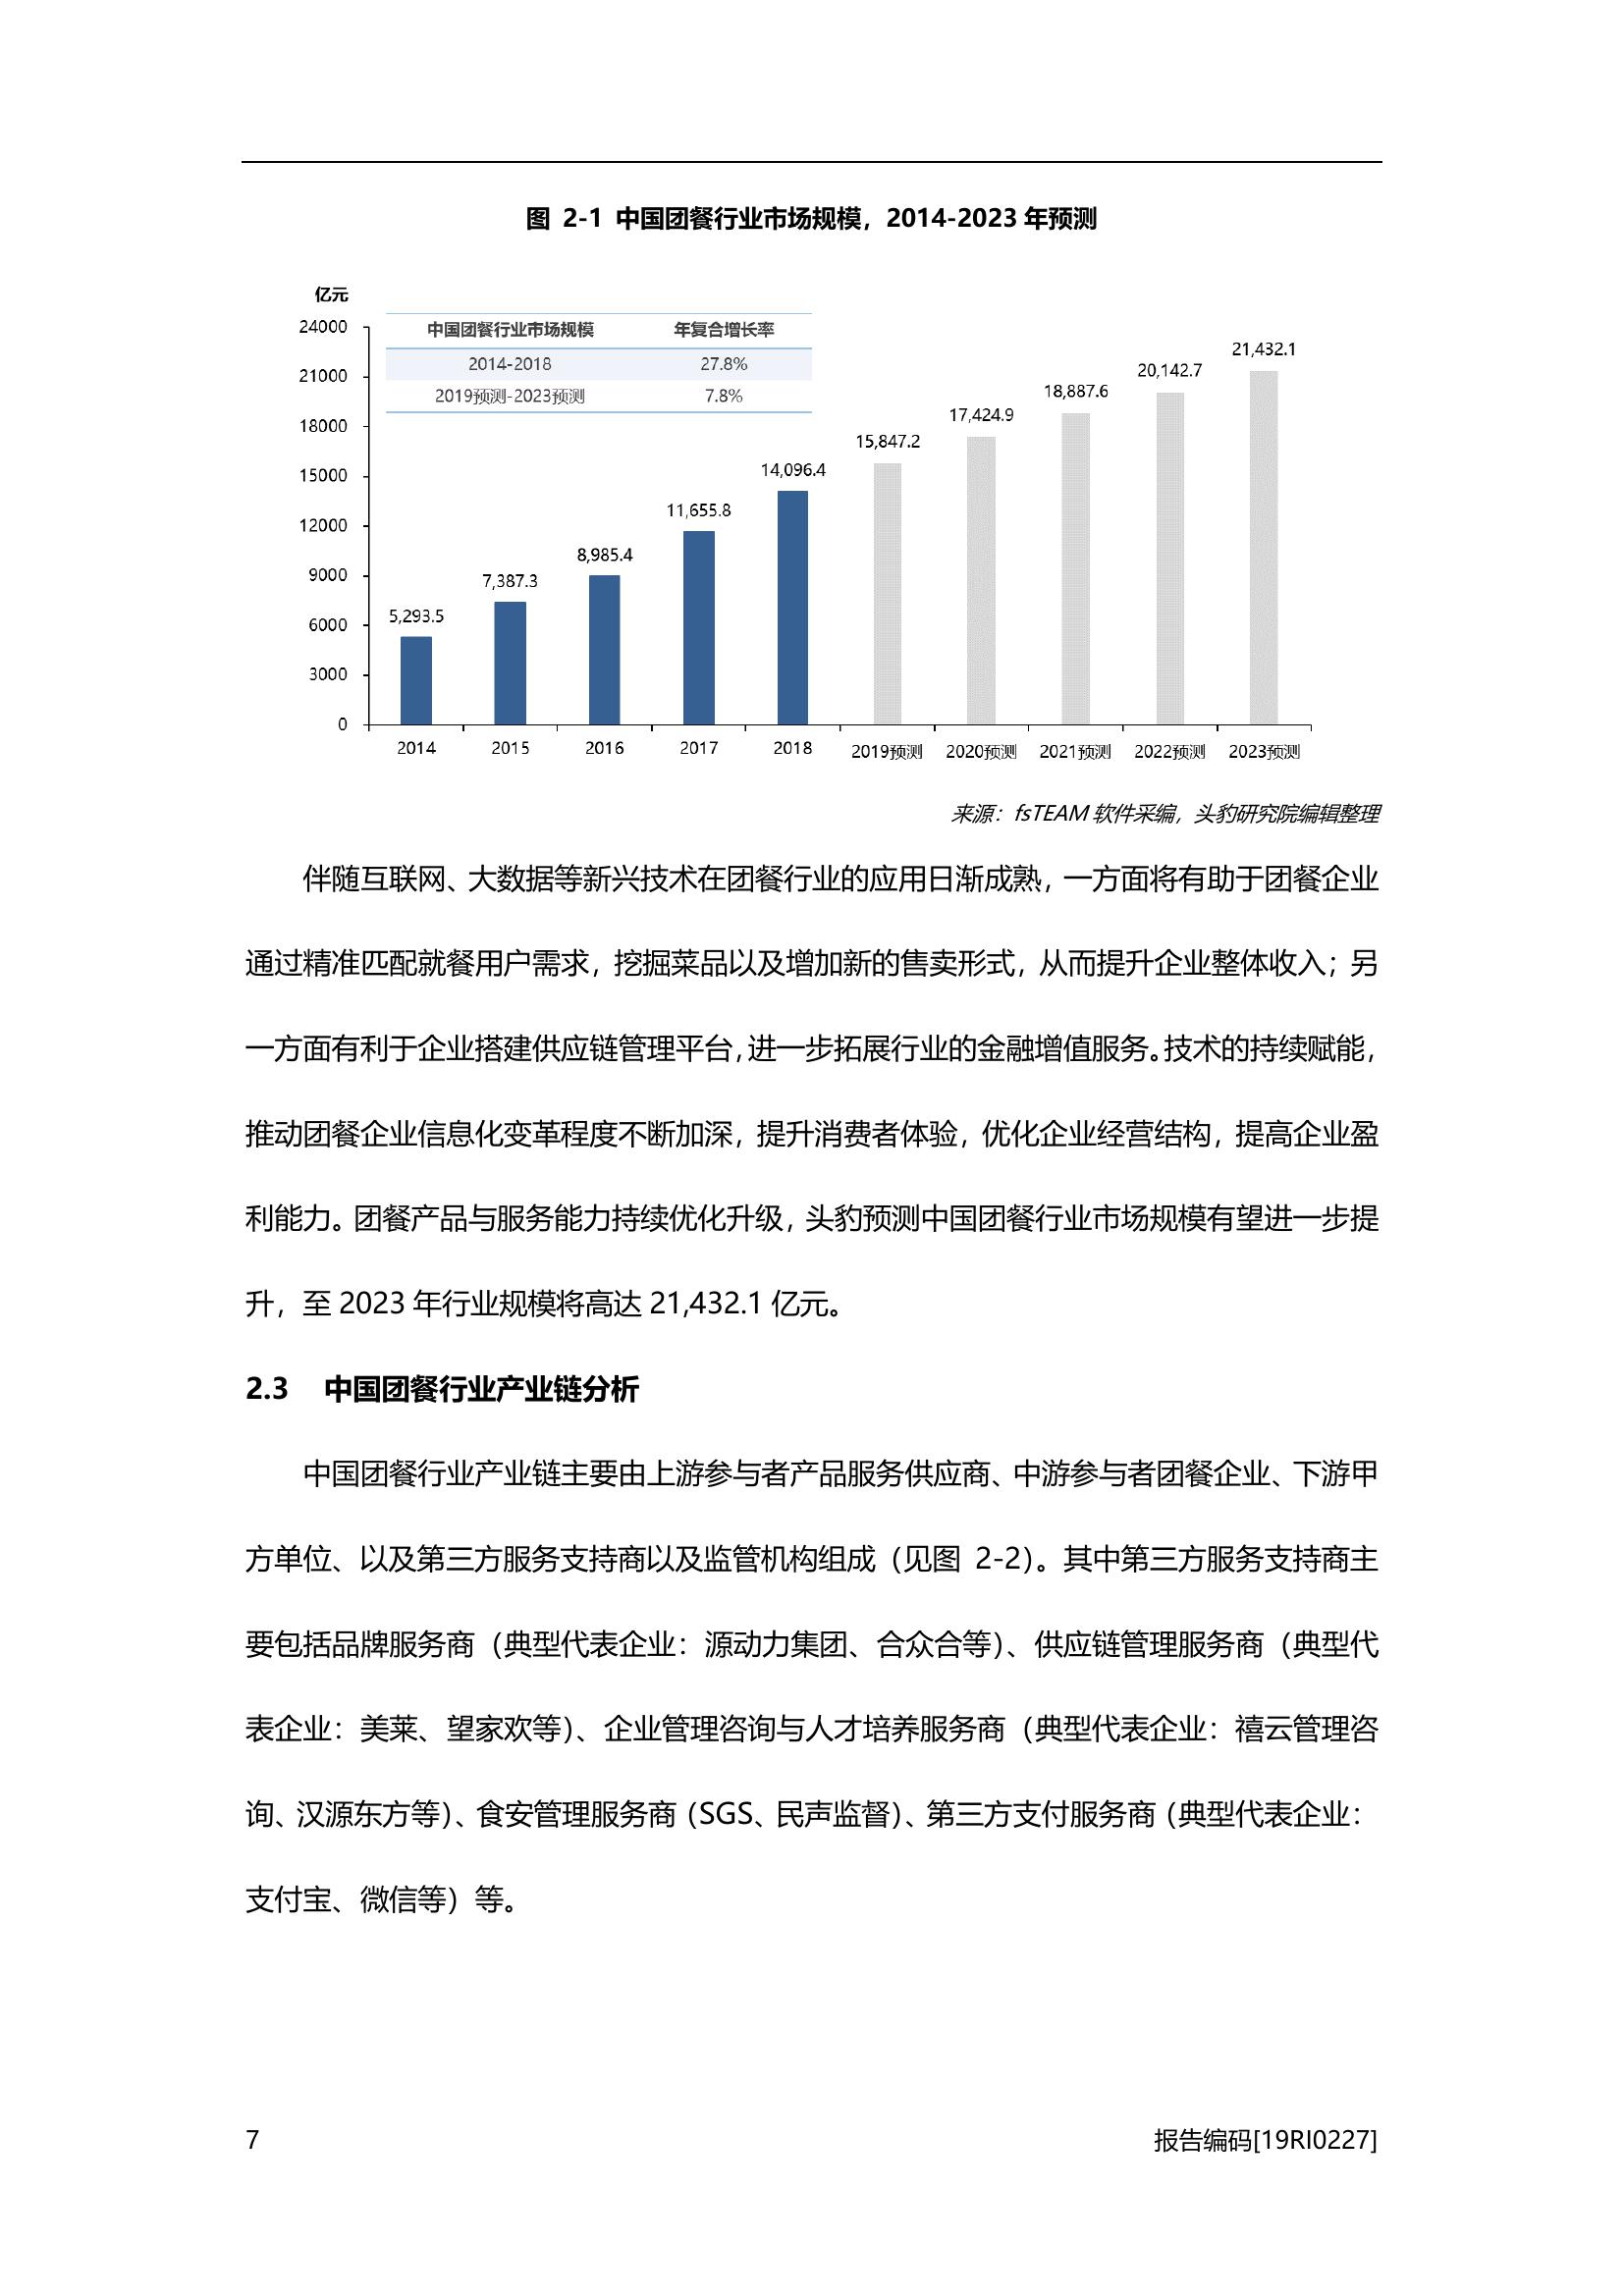 图 2-1 中国团餐行业市场规模，2014-2023 年预测
亿元
24000
21000
18000
15000
12000
9000
6000
3000
0
中国团餐行业市场规模 年复合增长率
2014-2018 27.8%
2019预测-2023预测 7.8%
5,293.5
7,387.3
8,985.4
11,655.8
14,096.4
15,847.2
17,424.9
18,887.6
20,142.7
21,432.1
2014 2015 2016 2017 2018 2019预测 2020预测 2021预测 2022预测 2023预测
来源：fsTEAM 软件采编，头豹研究院编辑整理
伴随互联网、大数据等新兴技术在团餐行业的应用日渐成熟，一方面将有助于团餐企业
通过精准匹配就餐用户需求，挖掘菜品以及增加新的售卖形式，从而提升企业整体收入；另
一方面有利于企业搭建供应链管理平台，进一步拓展行业的金融增值服务。技术的持续赋能，
推动团餐企业信息化变革程度不断加深，提升消费者体验，优化企业经营结构，提高企业盈
利能力。团餐产品与服务能力持续优化升级，头豹预测中国团餐行业市场规模有望进一步提
升，至 2023 年行业规模将高达 21,432.1 亿元。
2.3 中国团餐行业产业链分析
中国团餐行业产业链主要由上游参与者产品服务供应商、中游参与者团餐企业、下游甲
方单位、以及第三方服务支持商以及监管机构组成（见图 2-2）。其中第三方服务支持商主
要包括品牌服务商（典型代表企业：源动力集团、合众合等）、供应链管理服务商（典型代
表企业：美莱、望家欢等）、企业管理咨询与人才培养服务商（典型代表企业：禧云管理咨
询、汉源东方等）、食安管理服务商（SGS、民声监督）、第三方支付服务商（典型代表企业：
支付宝、微信等）等。
7 报告编码[19RI0227]